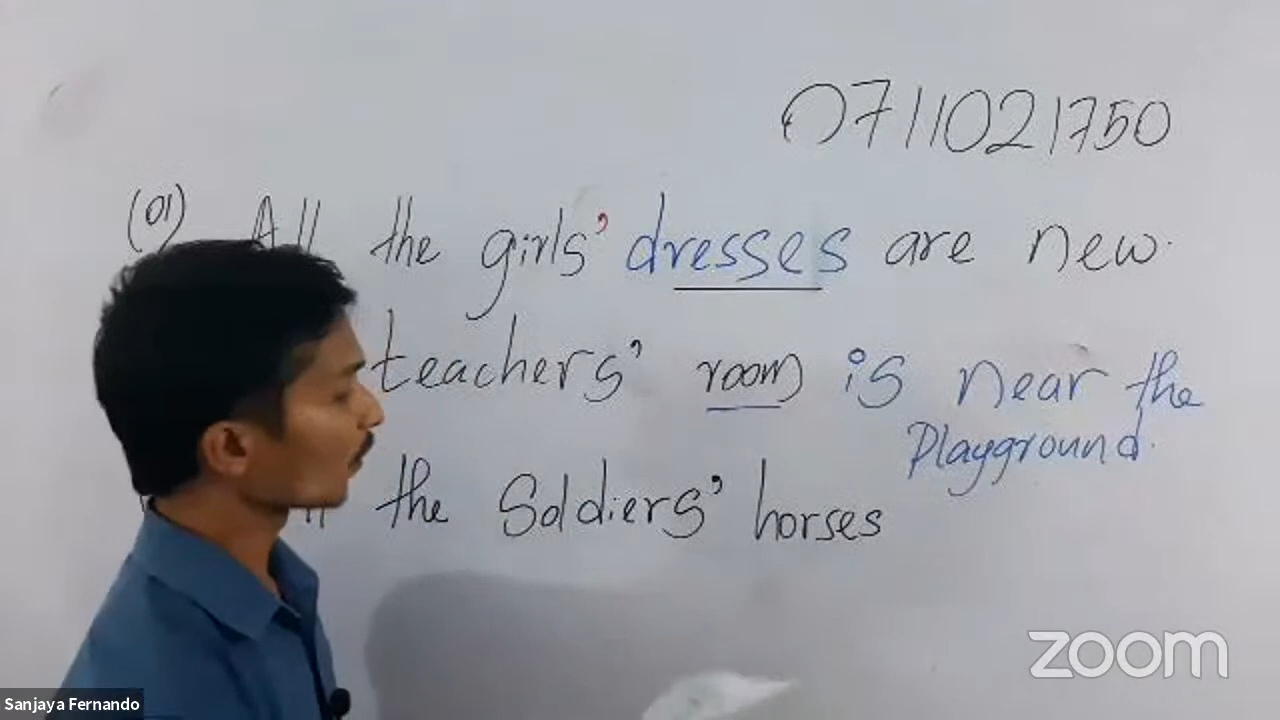 0711021750
(01) All the girls' dresses are new.
teachers' room is near the
Playground.
the Soldiers' horses
zoom
Sanjaya Fernando